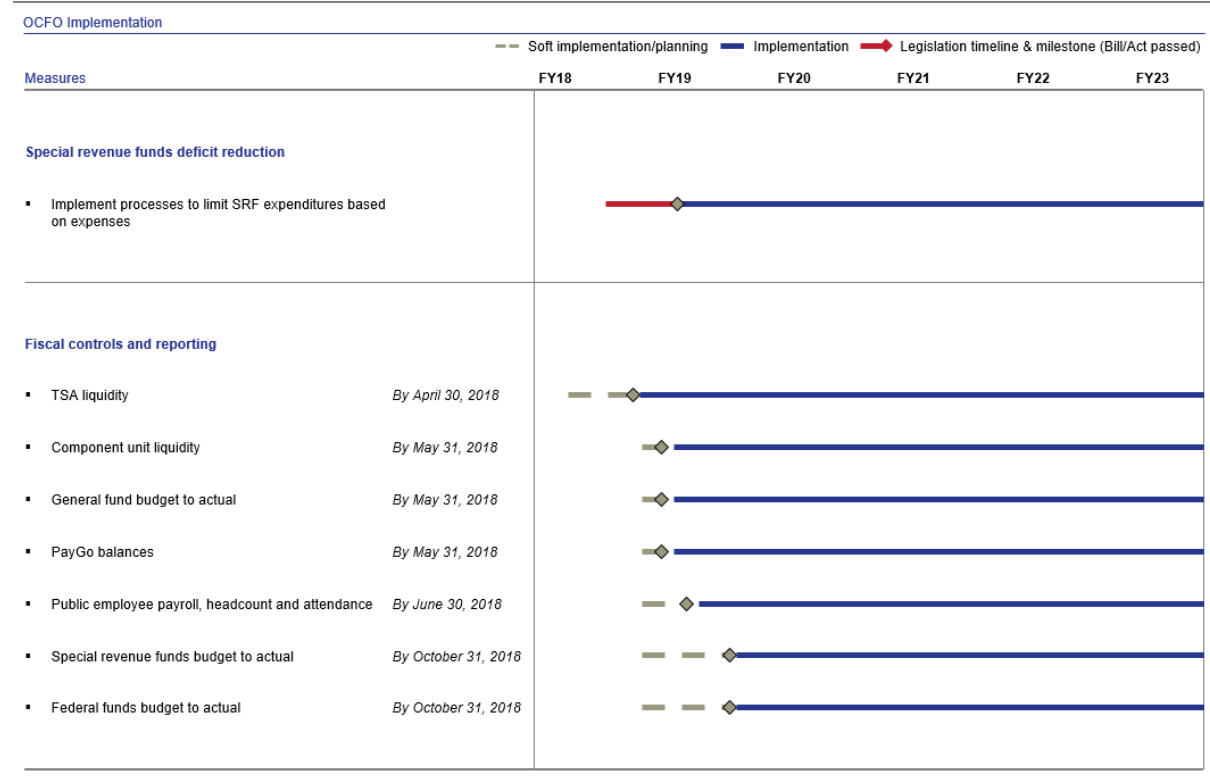 OCFO Implementation
Soft implementation/planning Implementation Legislation timeline & milestone (Bill/Act passed)
Measures FY18 FY19 FY20 FY21 FY22 FY23
Special revenue funds deficit reduction
▪ Implement processes to limit SRF expenditures based
on expenses
Fiscal controls and reporting
▪ TSA liquidity By April 30, 2018
▪ Component unit liquidity By May 31, 2018
▪ General fund budget to actual By May 31, 2018
▪ PayGo balances By May 31, 2018
▪ Public employee payroll, headcount and attendance By June 30, 2018
▪ Special revenue funds budget to actual By October 31, 2018
▪ Federal funds budget to actual By October 31, 2018